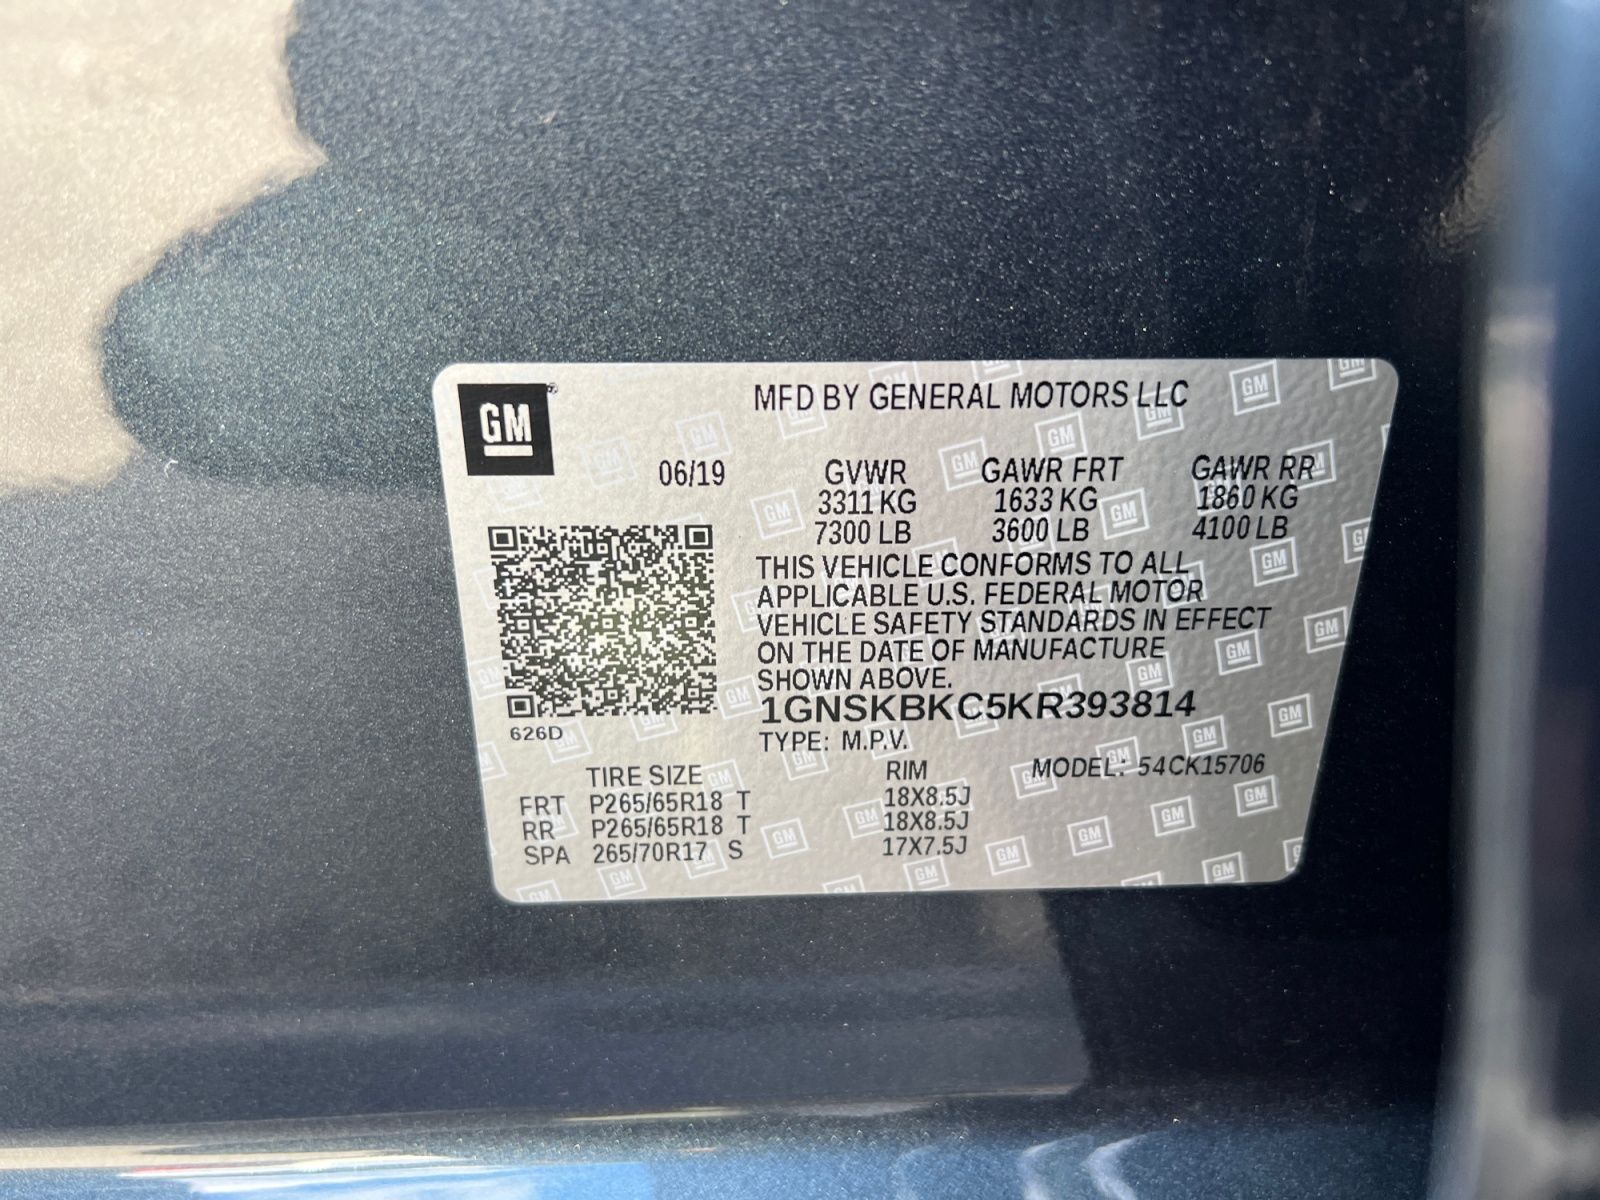 GM®
MFD BY GENERAL MOTORS LLC
06/19 GVWR GAWR FRT GAWR RR
3311 KG 1633 KG 1860 KG
7300 LB 3600 LB 4100 LB
THIS VEHICLE CONFORMS TO ALL
APPLICABLE U.S. FEDERAL MOTOR
VEHICLE SAFETY STANDARDS IN EFFECT
ON THE DATE OF MANUFACTURE
SHOWN ABOVE.
1GNSKBKC5KR393814
626D
TYPE: M.P.V.
MODEL: 54CK15706
TIRE SIZE RIM
FRT P265/65R18 T 18X8.5J
RR P265/65R18 T 18X8.5J
SPA 265/70R17 S 17X7.5J